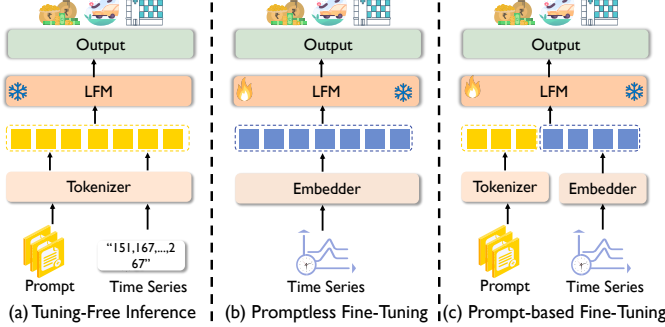 Output
LFM
Tokenizer
"151,167,...,2
67"
Prompt
Time Series
(a) Tuning-Free Inference
Output
LFM
Embedder
Time Series
(b) Promptless Fine-Tuning
Output
LFM
Tokenizer
Embedder
Prompt
Time Series
(c) Prompt-based Fine-Tuning